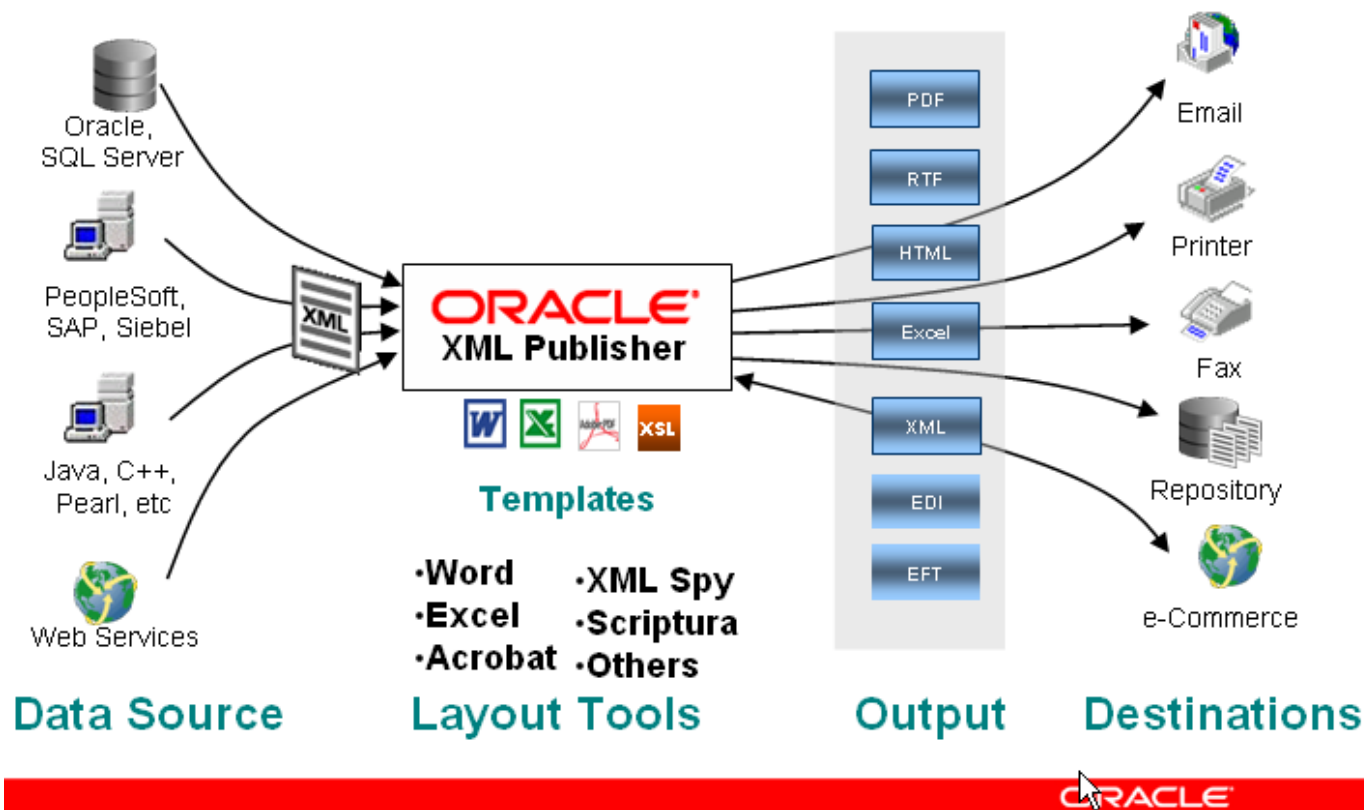 Oracle,
SQL Server
PeopleSoft,
SAP, Siebel
Java, C++,
Pearl, etc
Web Services
Data Source
XML
ORACLE
XML Publisher
W
X
Adobe PDF
XSL
Templates
·Word
·Excel
·Acrobat
·XML Spy
·Scriptura
·Others
Layout Tools
PDF
RTF
HTML
Excel
XML
EDI
EFT
Output
Email
Printer
Fax
Repository
e-Commerce
Destinations
ORACLE